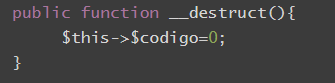 public function __destruct(){
     $this->$codigo=0;
}